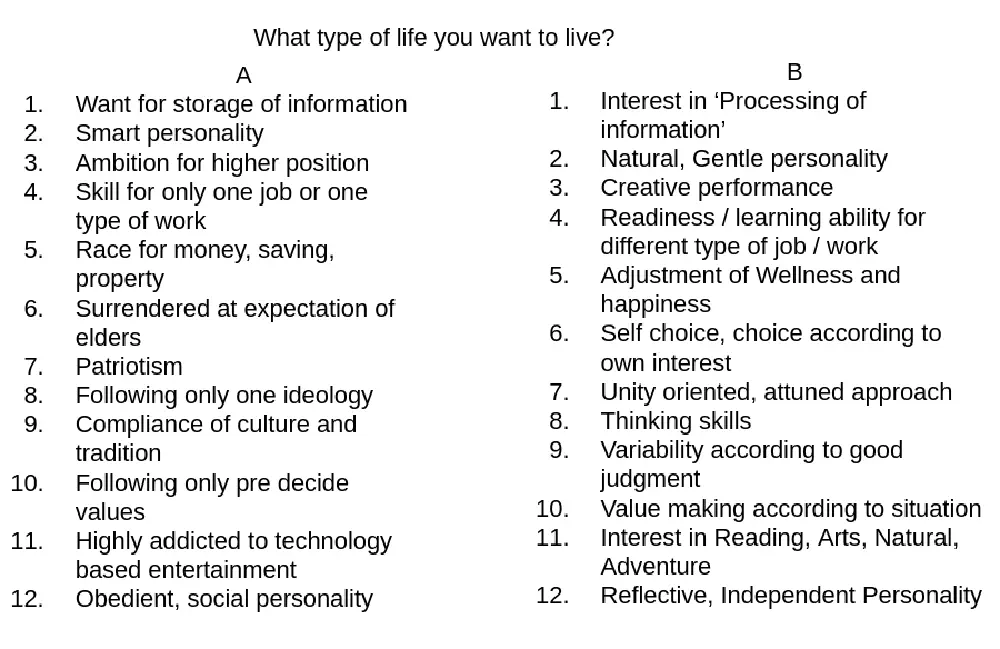 What type of life you want to live?
A
1. Want for storage of information
2. Smart personality
3. Ambition for higher position
4. Skill for only one job or one
type of work
5. Race for money, saving,
property
6. Surrendered at expectation of
elders
7. Patriotism
8. Following only one ideology
9. Compliance of culture and
tradition
10. Following only pre decide
values
11. Highly addicted to technology
based entertainment
12. Obedient, social personality
B
1. Interest in ‘Processing of
information’
2. Natural, Gentle personality
3. Creative performance
4. Readiness / learning ability for
different type of job / work
5. Adjustment of Wellness and
happiness
6. Self choice, choice according to
own interest
7. Unity oriented, attuned approach
8. Thinking skills
9. Variability according to good
judgment
10. Value making according to situation
11. Interest in Reading, Arts, Natural,
Adventure
12. Reflective, Independent Personality